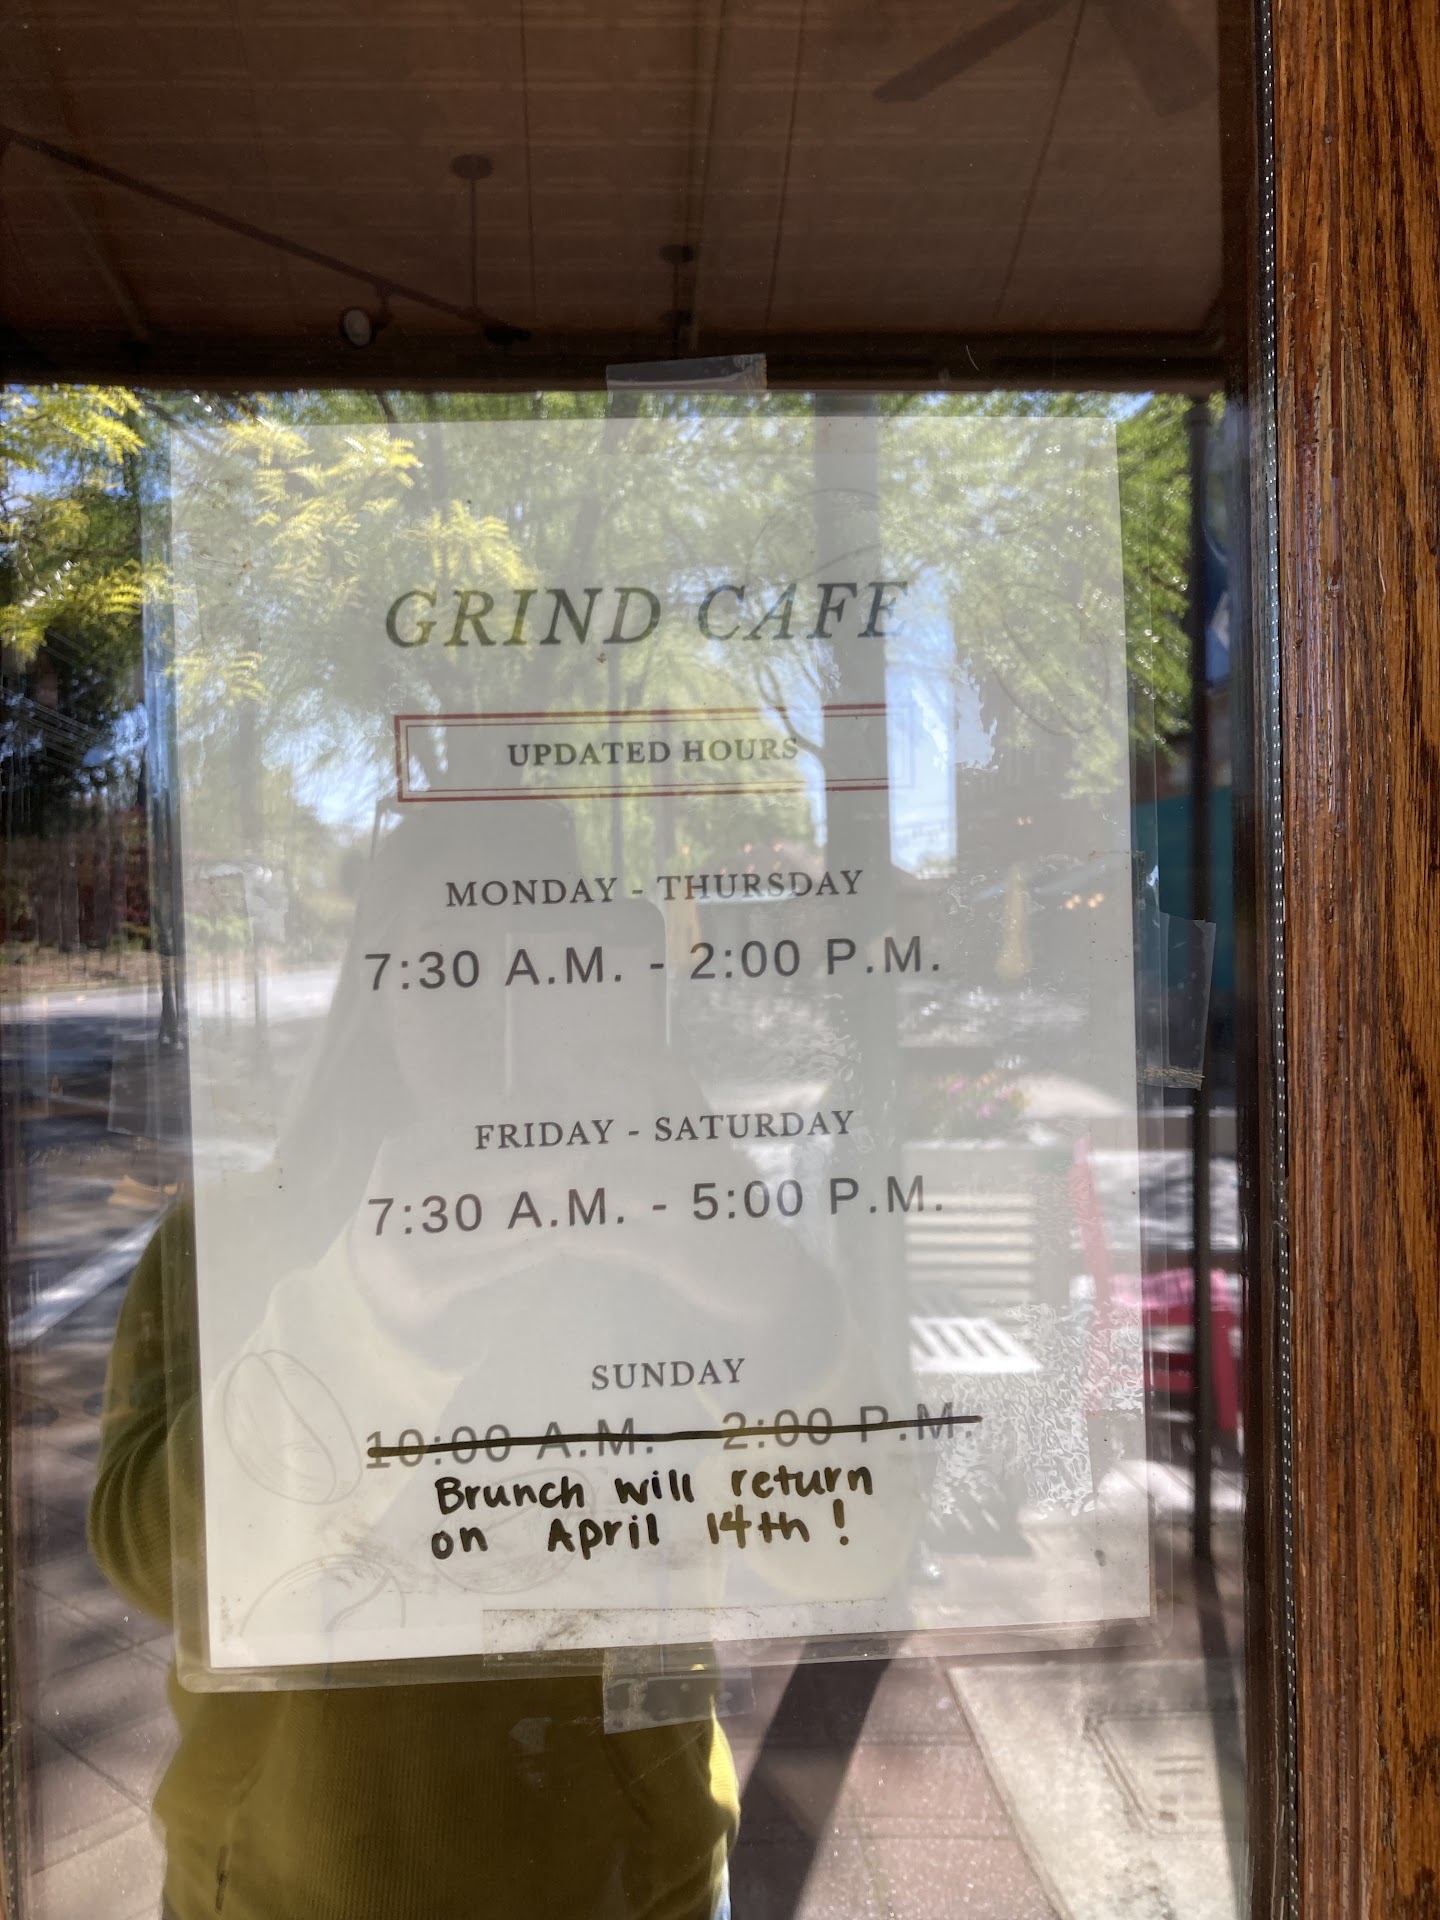 GRIND CAFE
UPDATED HOURS
MONDAY - THURSDAY
7:30 A.M. - 2:00 P.M.
FRIDAY - SATURDAY
7:30 A.M. - 5:00 P.M.
SUNDAY
10:00 A.M. - 2:00 P.M.
Brunch will return
on April 14th!